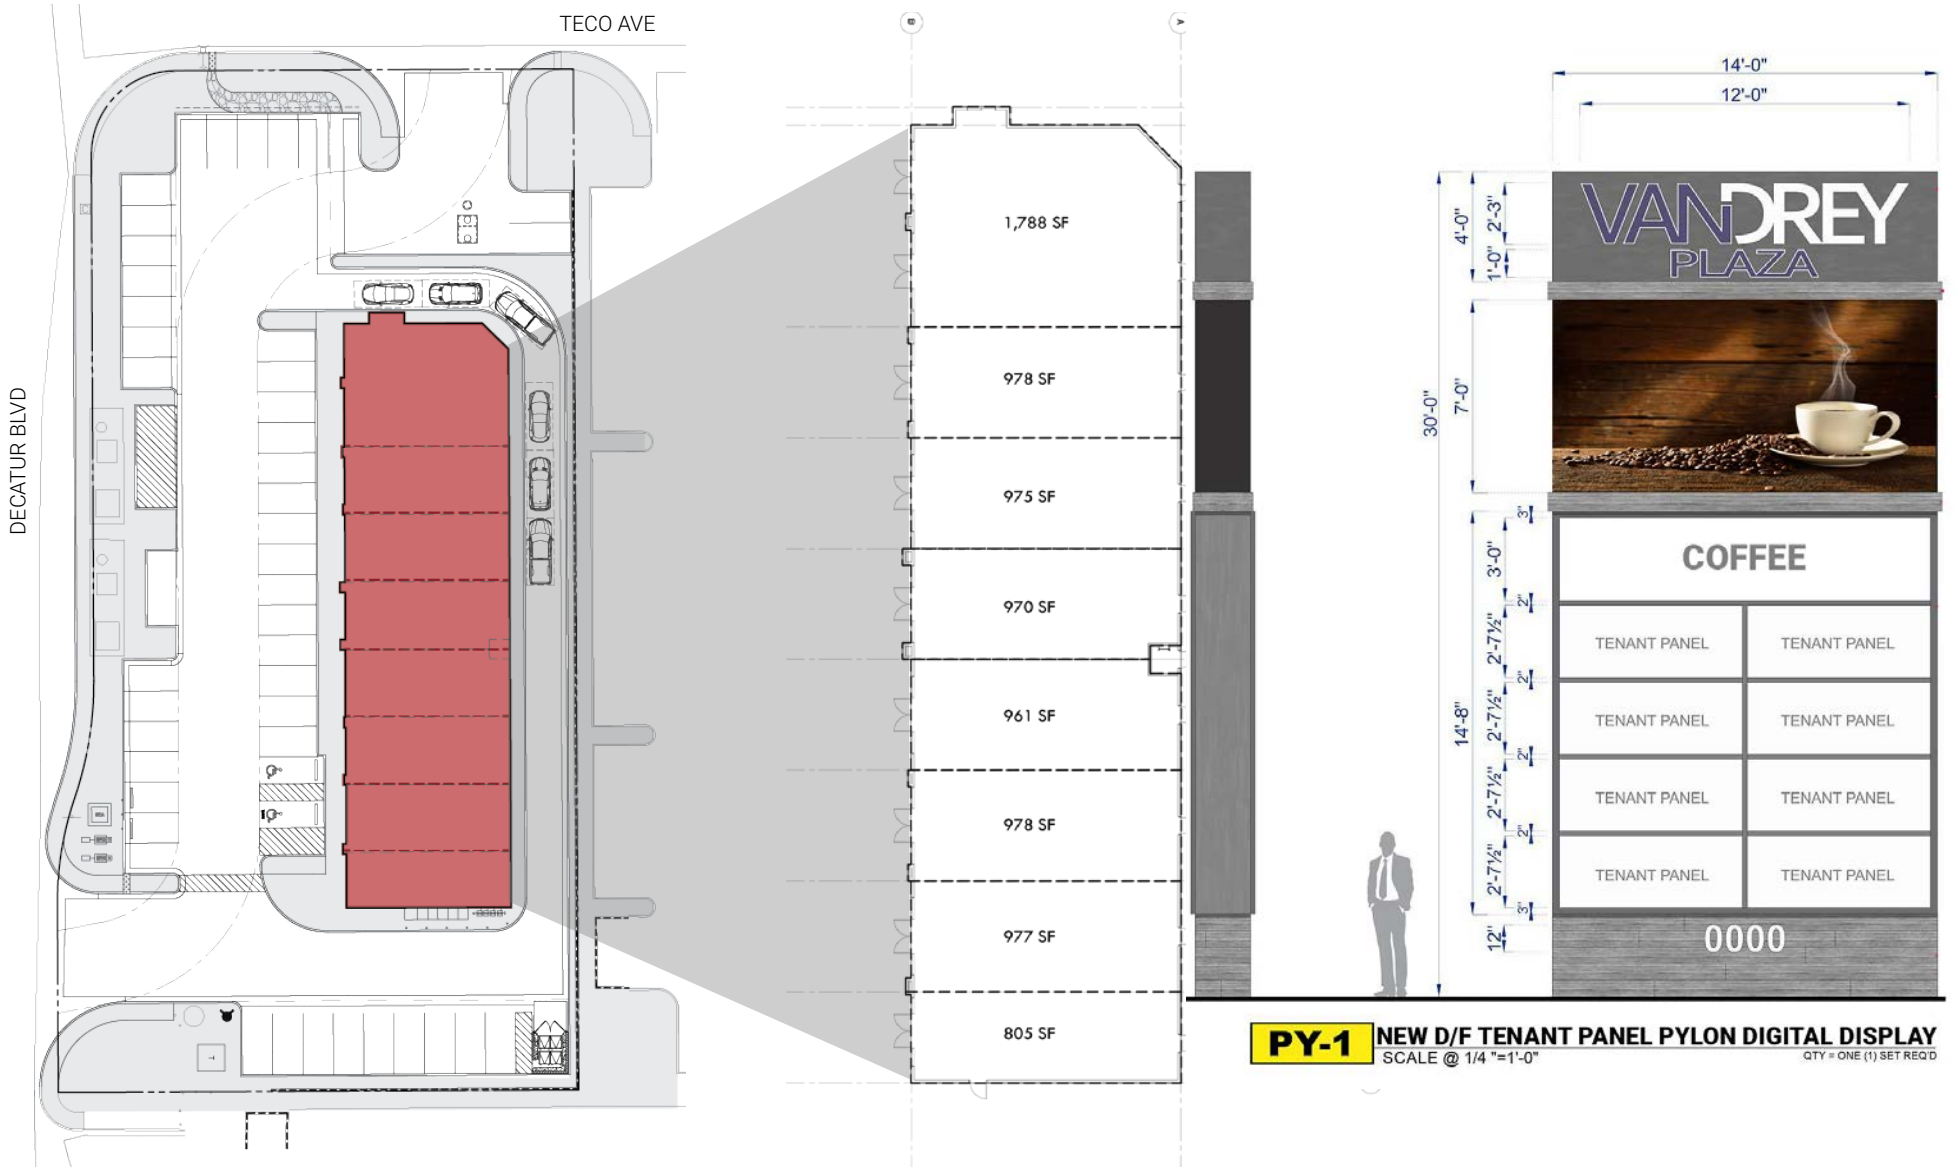 TECO AVE
DECATUR BLVD
B
A
1,788 SF
978 SF
975 SF
970 SF
961 SF
978 SF
977 SF
805 SF
T
14'-0"
12'-0"
30'-0"
4'-0"
2'-3"
1'-0"
7'-0"
14'-8"
3"
3'-0"
2"
2'-7½"
2"
2'-7½"
2"
2'-7½"
2"
2'-7½"
3"
12"
VANDREY
PLAZA
COFFEE
TENANT PANEL TENANT PANEL
TENANT PANEL TENANT PANEL
TENANT PANEL TENANT PANEL
TENANT PANEL TENANT PANEL
0000
PY-1
NEW D/F TENANT PANEL PYLON DIGITAL DISPLAY
SCALE @ 1/4 "=1'-0"
QTY = ONE (1) SET REQ'D